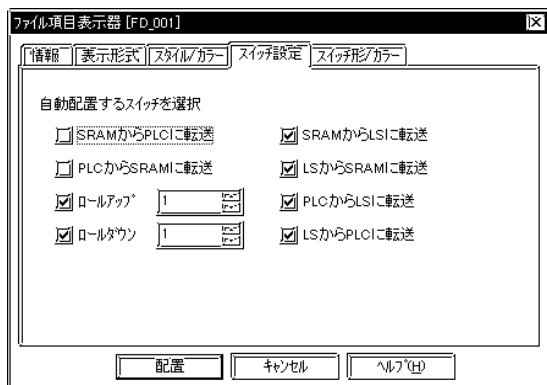 ファイル項目表示器 [FD_001]
情報 表示形式 スタイル/カラー スイッチ設定 スイッチ形/カラー
自動配置するスイッチを選択
SRAMからPLCに転送 SRAMからLSに転送
PLCからSRAMに転送 LSからSRAMに転送
ロールアップ 1 PLCからLSに転送
ロールダウン 1 LSからPLCに転送
配置 キャンセル ヘルプ(H)